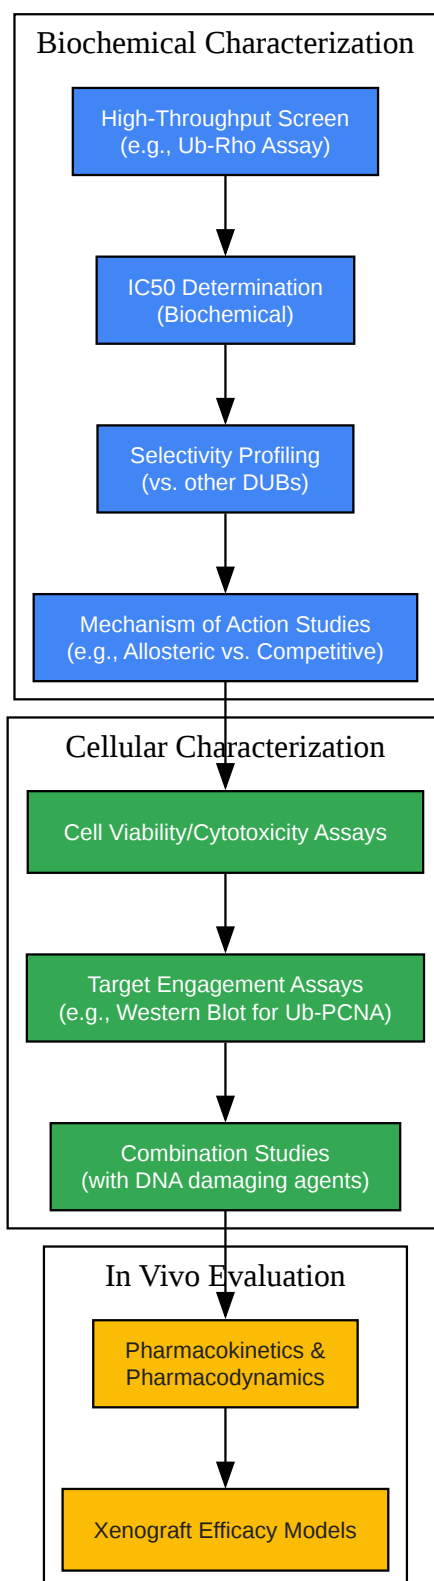 Biochemical Characterization
High-Throughput Screen
(e.g., Ub-Rho Assay)
IC50 Determination
(Biochemical)
Selectivity Profiling
(vs. other DUBs)
Mechanism of Action Studies
(e.g., Allosteric vs. Competitive)
Cellular Characterization
Cell Viability/Cytotoxicity Assays
Target Engagement Assays
(e.g., Western Blot for Ub-PCNA)
Combination Studies
(with DNA damaging agents)
In Vivo Evaluation
Pharmacokinetics &
Pharmacodynamics
Xenograft Efficacy Models